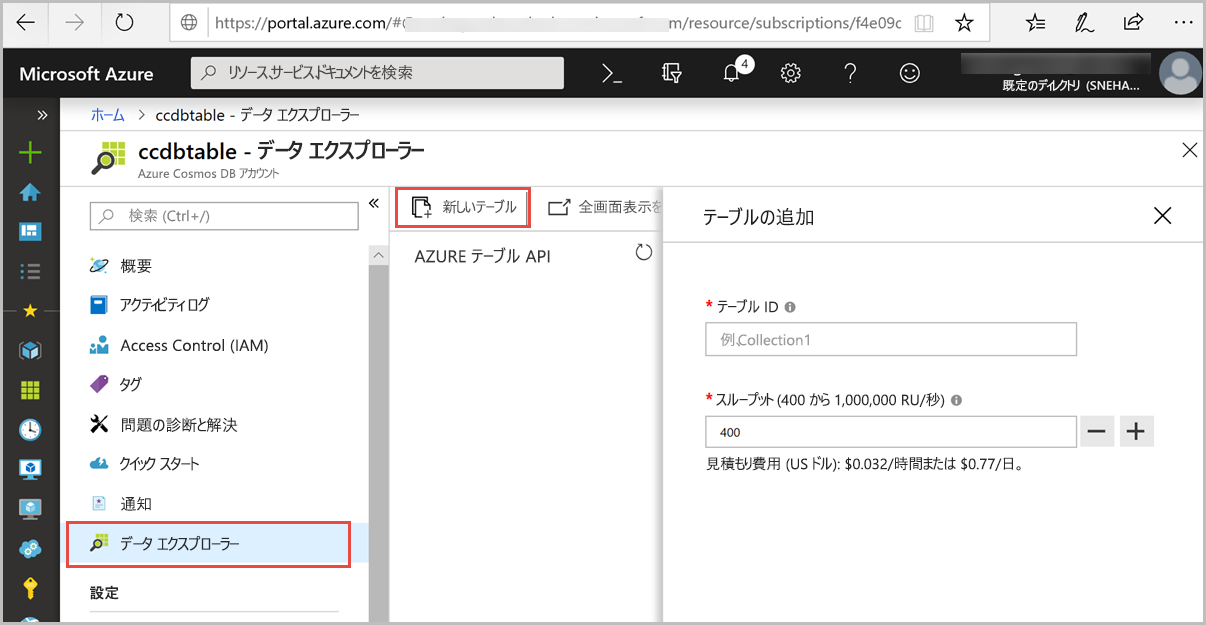 https://portal.azure.com/# m/resource/subscriptions/f4e09c
Microsoft Azure
リソース、サービス、ドキュメントを検索
4
既定のディレクトリ (SNEHA...
ホーム > ccdbtable - データ エクスプローラー
ccdbtable - データ エクスプローラー
Azure Cosmos DB アカウント
検索 (Ctrl+/)
概要
アクティビティ ログ
Access Control (IAM)
タグ
問題の診断と解決
クイック スタート
通知
データ エクスプローラー
設定
新しいテーブル
全画面表示を
AZURE テーブル API
テーブルの追加
* テーブル ID
例、Collection1
* スループット (400 から 1,000,000 RU/秒)
400
見積もり費用 (US ドル): $0.032/時間または $0.77/日。